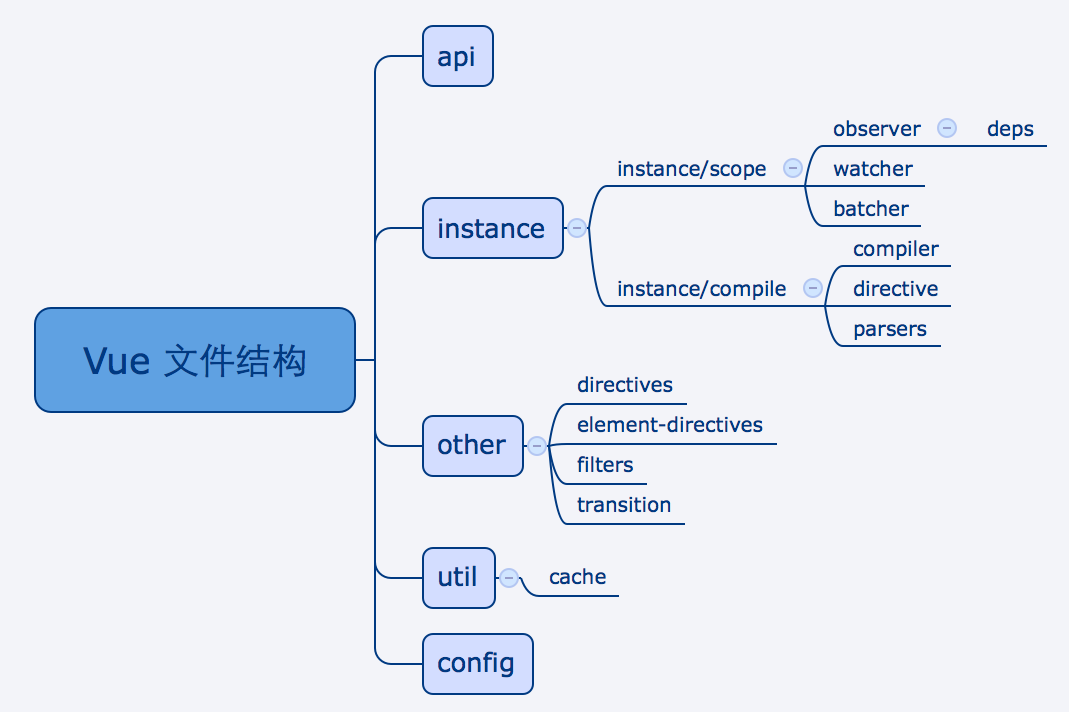 Vue 文件结构
api
instance
instance/scope
observer
deps
watcher
batcher
instance/compile
compiler
directive
parsers
other
directives
element-directives
filters
transition
util
cache
config